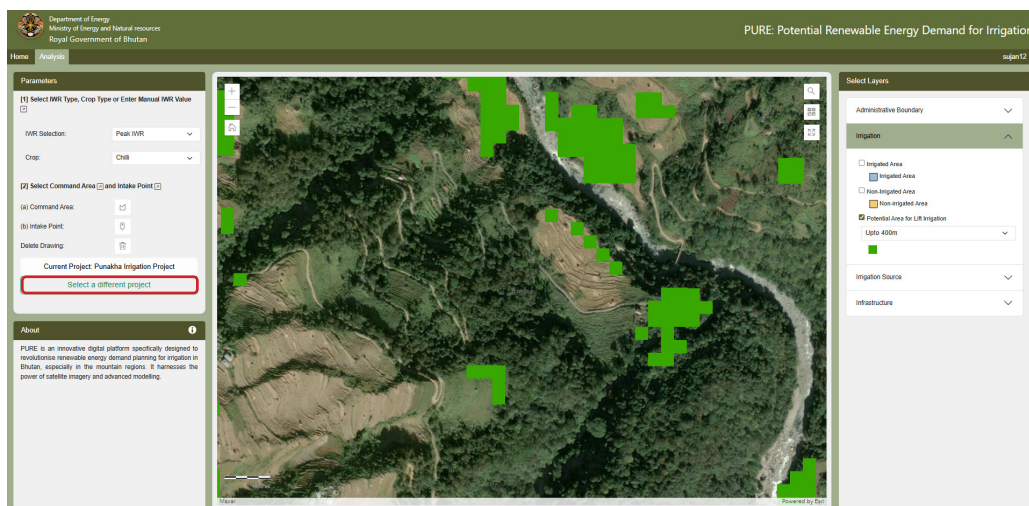 Department of Energy
Ministry of Energy and Natural resources
Royal Government of Bhutan
PURE: Potential Renewable Energy Demand for Irrigation
Home
Analysis
sujan12
Parameters
[1] Select IWR Type, Crop Type or Enter Manual IWR Value
IWR Selection:
Peak IWR
Crop:
Chilli
[2] Select Command Area and Intake Point
(a) Command Area:
(b) Intake Point:
Delete Drawing:
Current Project: Punakha Irrigation Project
Select a different project
About
PURE is an innovative digital platform specifically designed to
revolutionise renewable energy demand planning for irrigation in
Bhutan, especially in the mountain regions. It harnesses the
power of satellite imagery and advanced modelling.
Maxar
Powered by Esri
Select Layers
Administrative Boundary
Irrigation
Irrigated Area
Irrigated Area
Non-Irrigated Area
Non-irrigated Area
Potential Area for Lift Irrigation
Upto 400m
Irrigation Source
Infrastructure